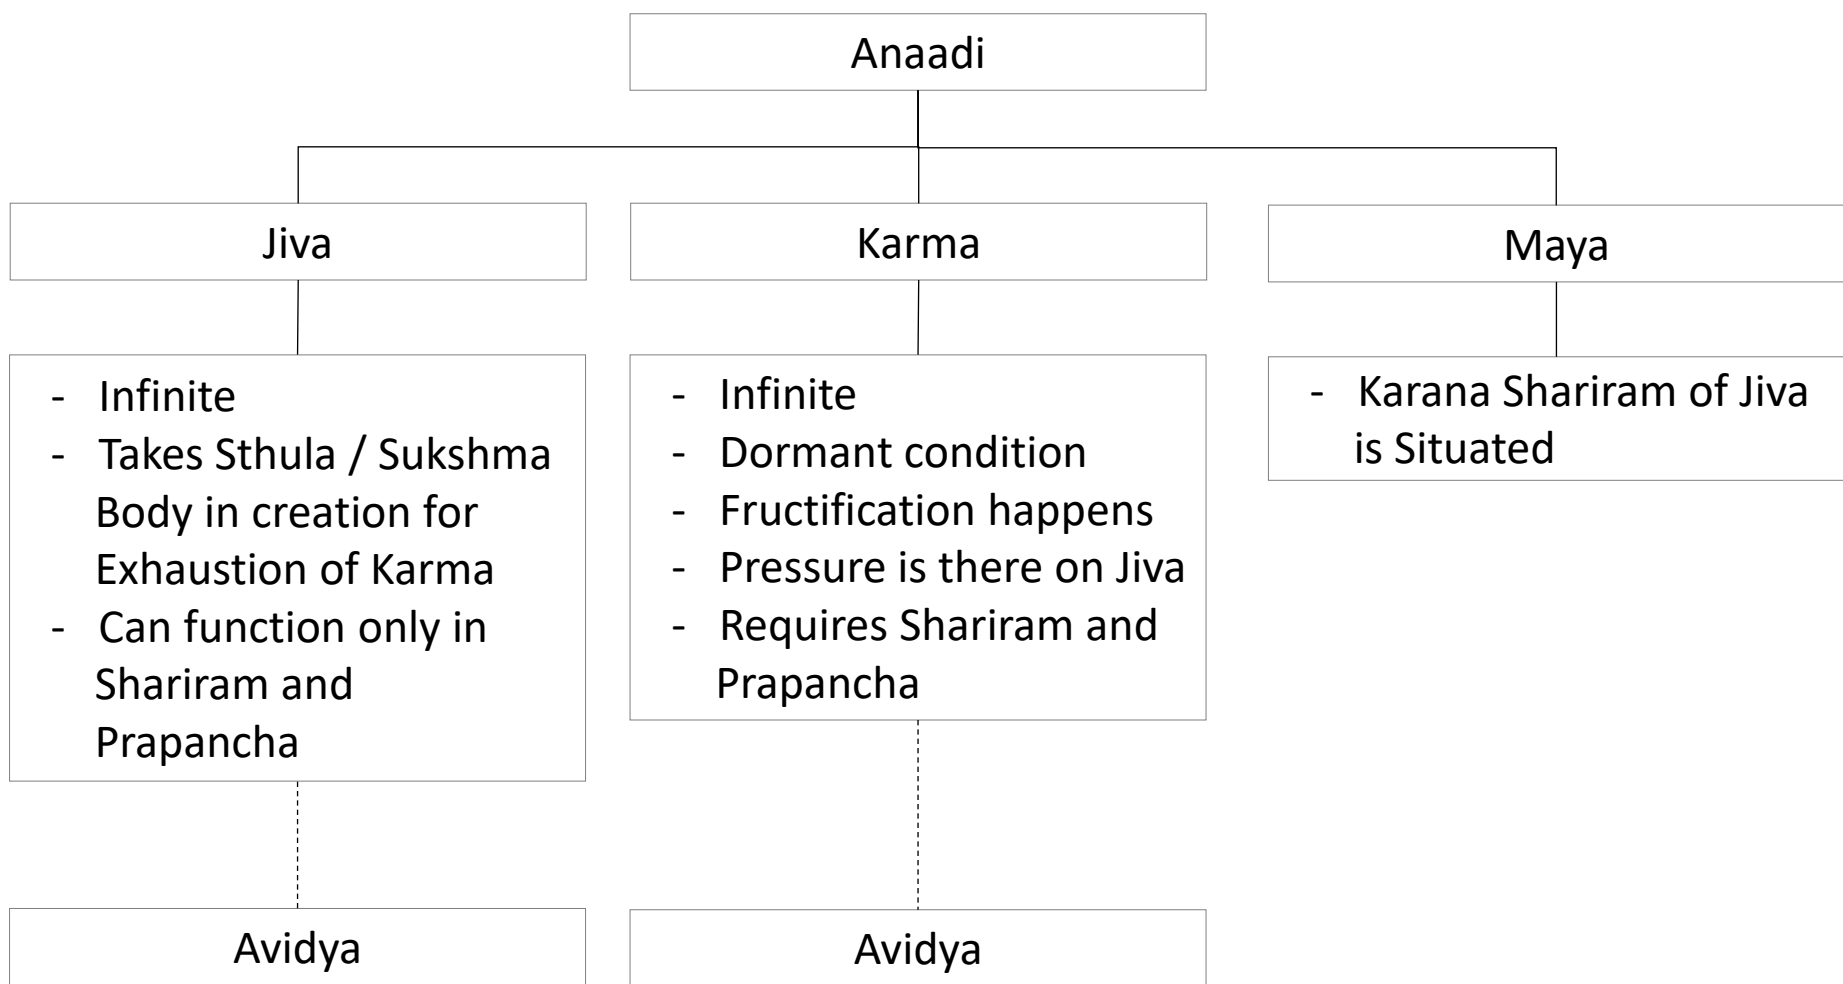 Anaadi
Jiva
Karma
Maya
- Infinite
- Takes Sthula / Sukshma
Body in creation for
Exhaustion of Karma
- Can function only in
Shariram and
Prapancha
- Infinite
- Dormant condition
- Fructification happens
- Pressure is there on Jiva
- Requires Shariram and
Prapancha
- Karana Shariram of Jiva
is Situated
Avidya
Avidya